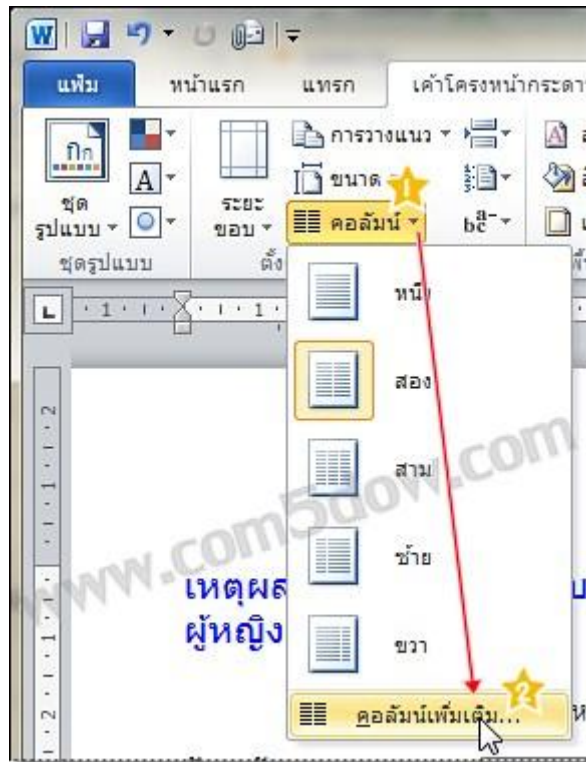 W
แฟ้ม หน้าแรก แทรก เค้าโครงหน้ากระดา
ชุด
รูปแบบ
ระยะ
ขอบ
การวางแนว
ขนาด
คอลัมน์
ชุดรูปแบบ ตั้ง
1
หนึ่ง
สอง
สาม
ซ้าย
ขวา
คอลัมน์เพิ่มเติม...
2
www.com5dow.com
เหตุผล
ผู้หญิง